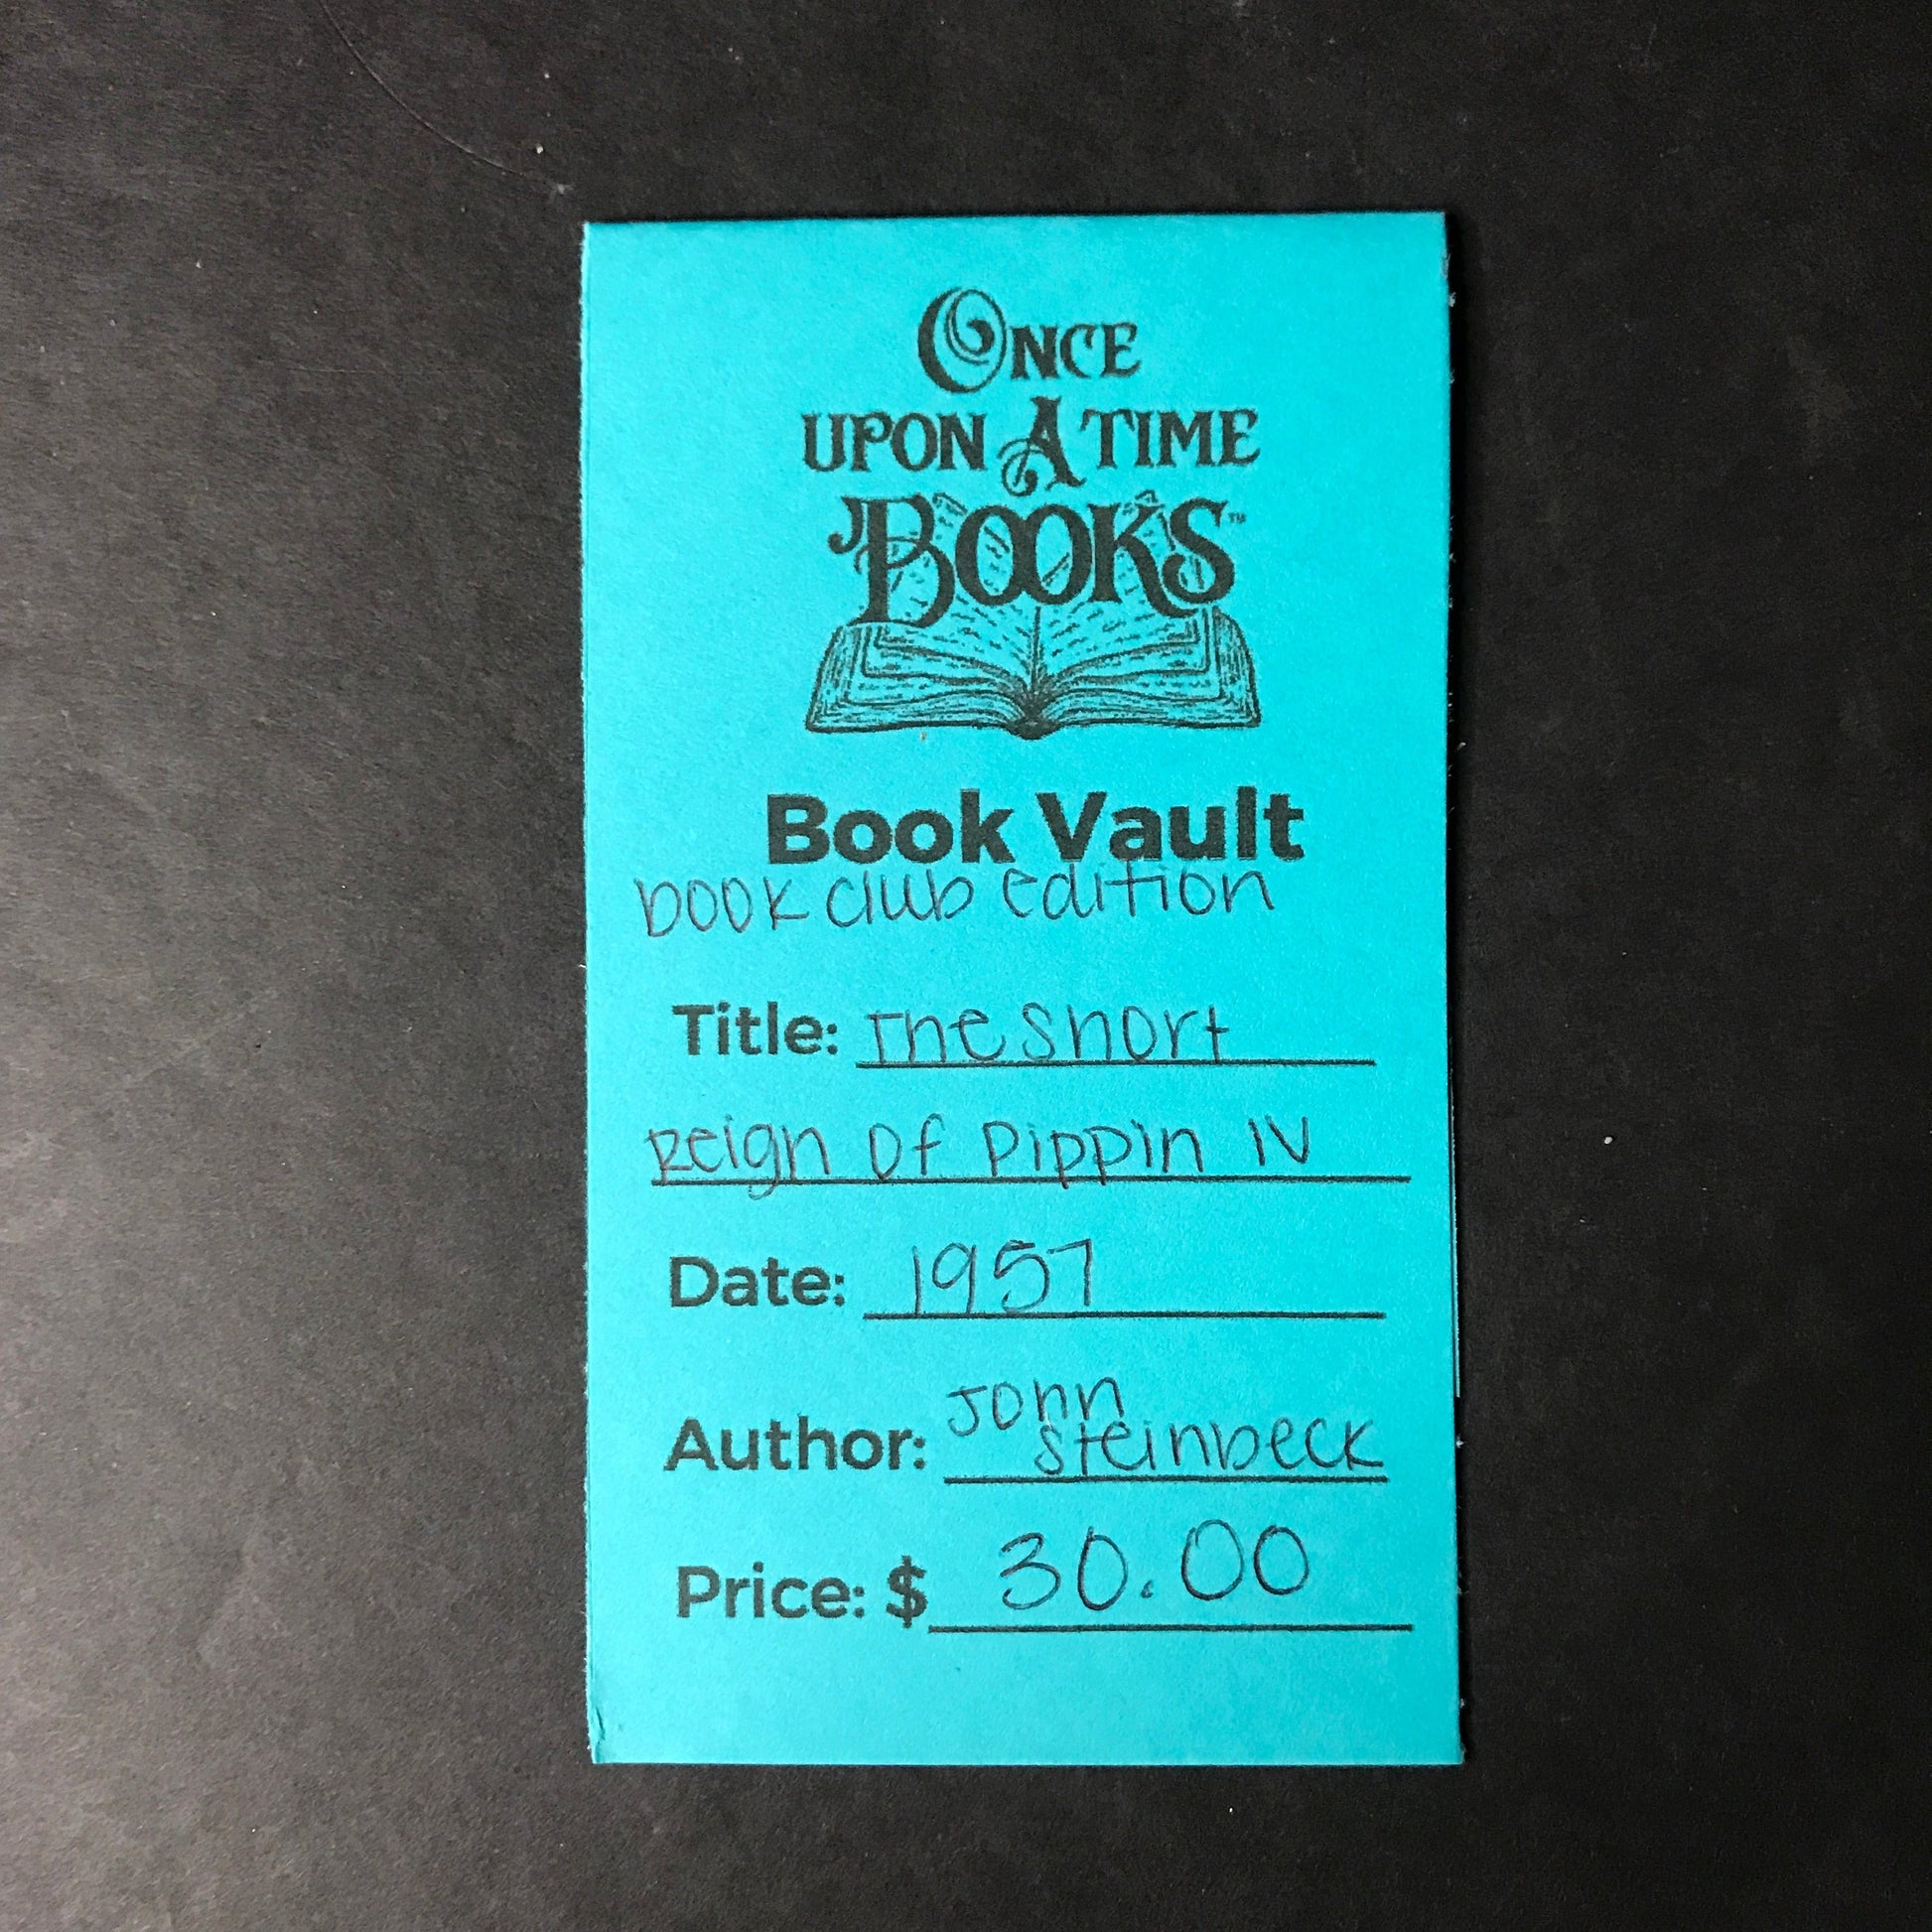 ONCE
UPON A TIME
BOOKS™
Book Vault
book club edition
Title: The Short
Reign Of Pippin IV
Date: 1957
Author: John
Steinbeck
Price: $ 30.00